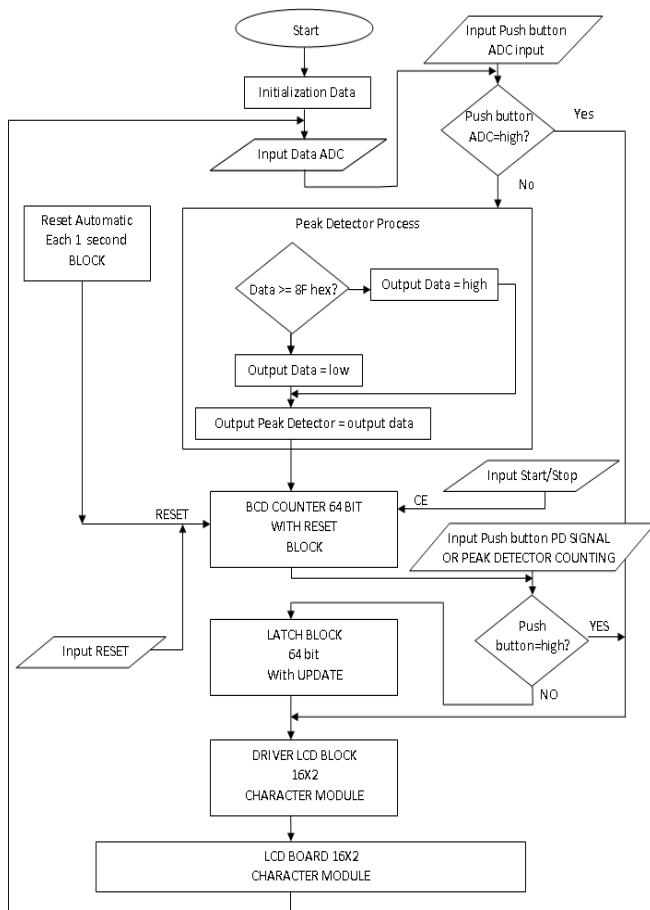 Start
Input Push button
ADC input
Initialization Data
Push button
ADC=high?
Yes
Input Data ADC
No
Reset Automatic
Each 1 second
BLOCK
Peak Detector Process
Data >= 8F hex?
Output Data = high
Output Data = low
Output Peak Detector = output data
Input Start/Stop
CE
RESET
BCD COUNTER 64 BIT
WITH RESET
BLOCK
Input Push button PD SIGNAL
OR PEAK DETECTOR COUNTING
Push
button=high?
YES
NO
Input RESET
LATCH BLOCK
64 bit
With UPDATE
DRIVER LCD BLOCK
16X2
CHARACTER MODULE
LCD BOARD 16X2
CHARACTER MODULE